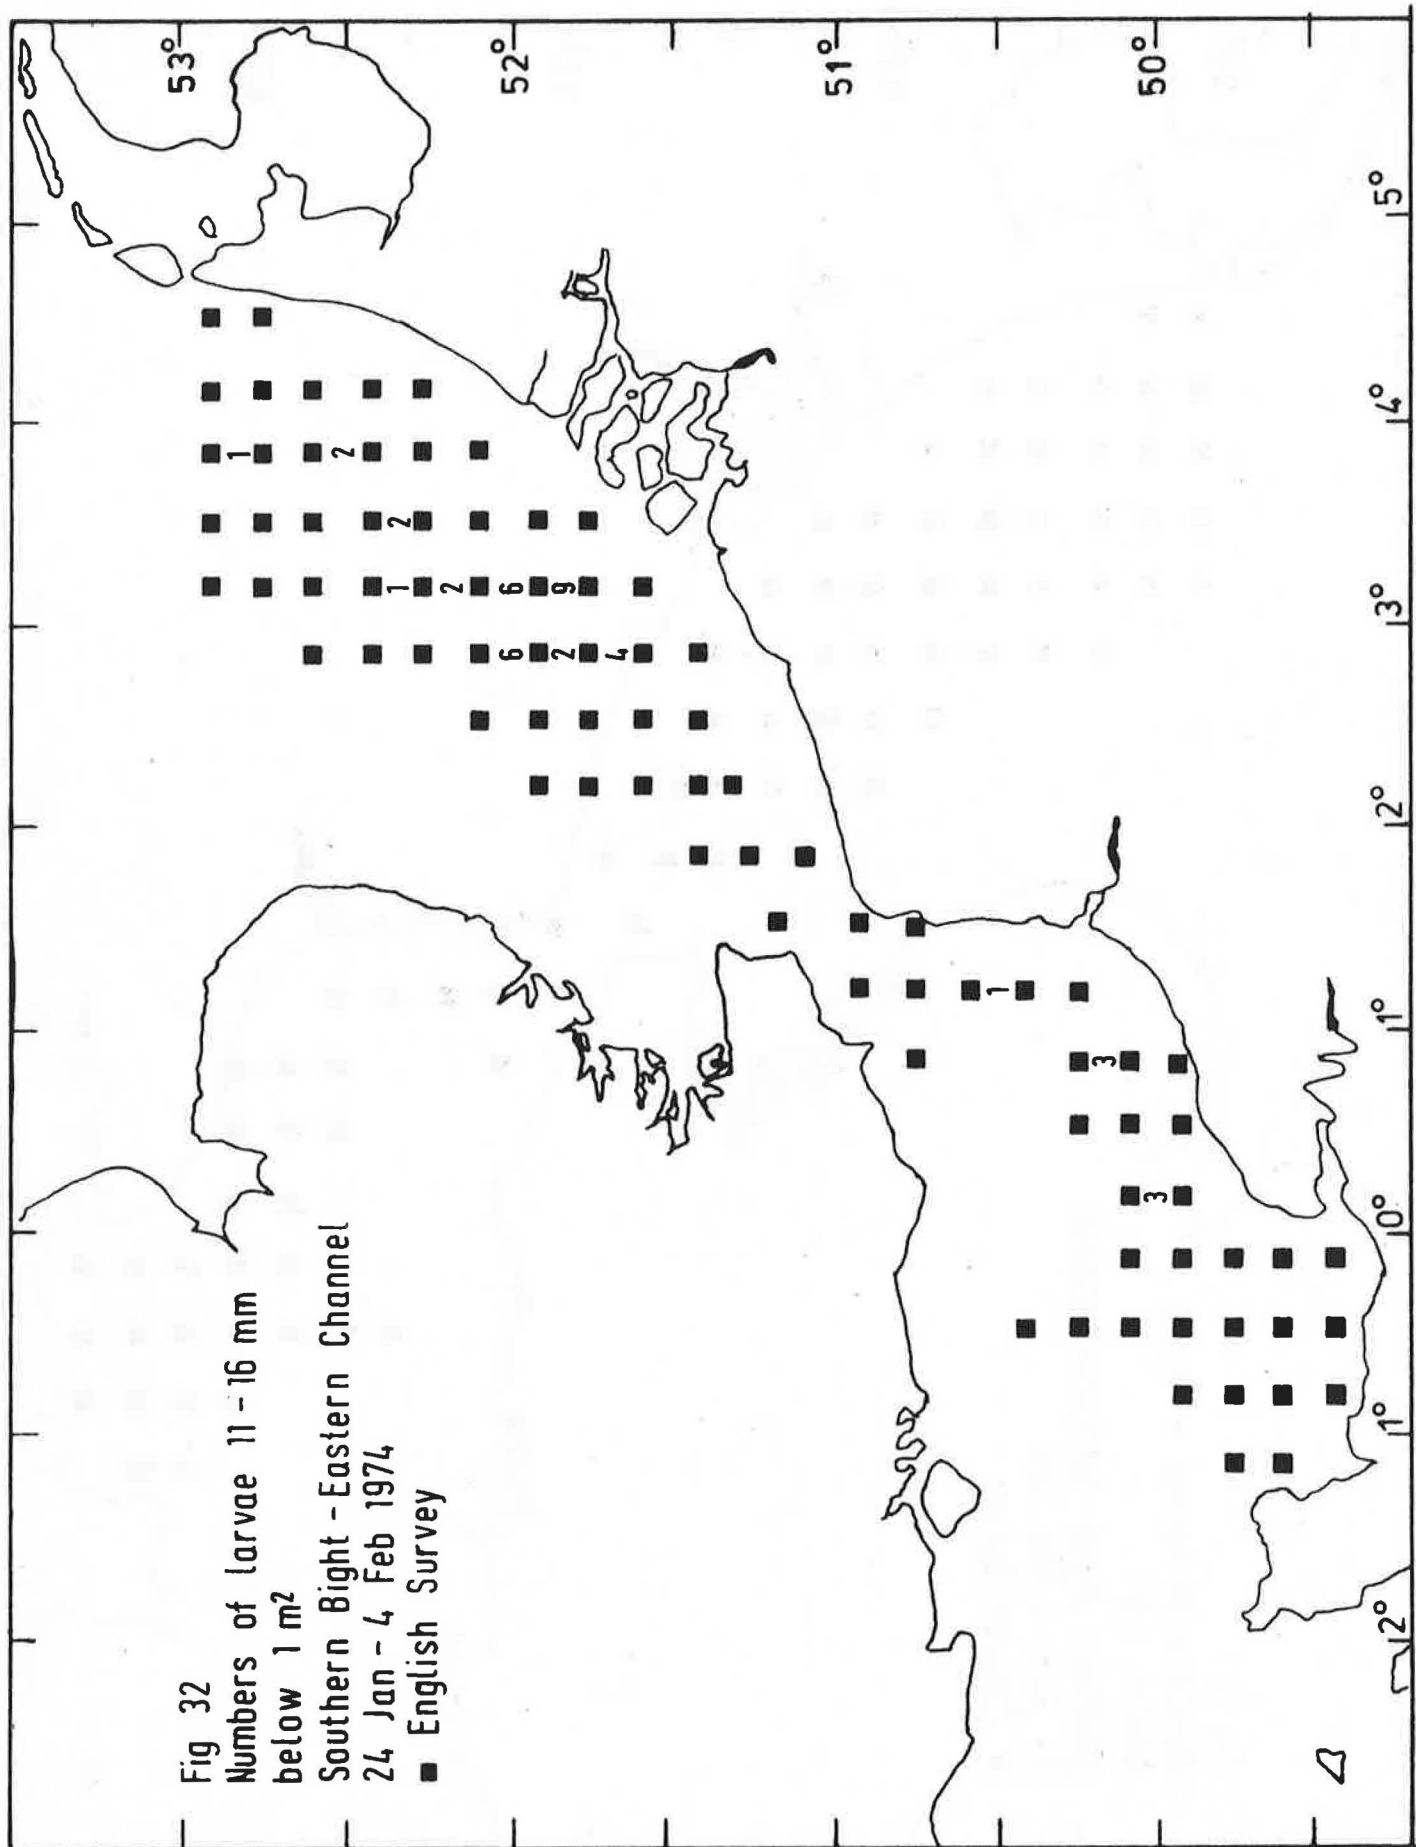 Fig 32
Numbers of larvae 11-16 mm
below 1 m²
Southern Bight-Eastern Channel
24 Jan - 4 Feb 1974
■ English Survey
53°
1
2
1 2
2
52°
6 6
2 9
4
51°
1
3
3
50°
2° 1° 0° 1° 2° 3° 4° 5°